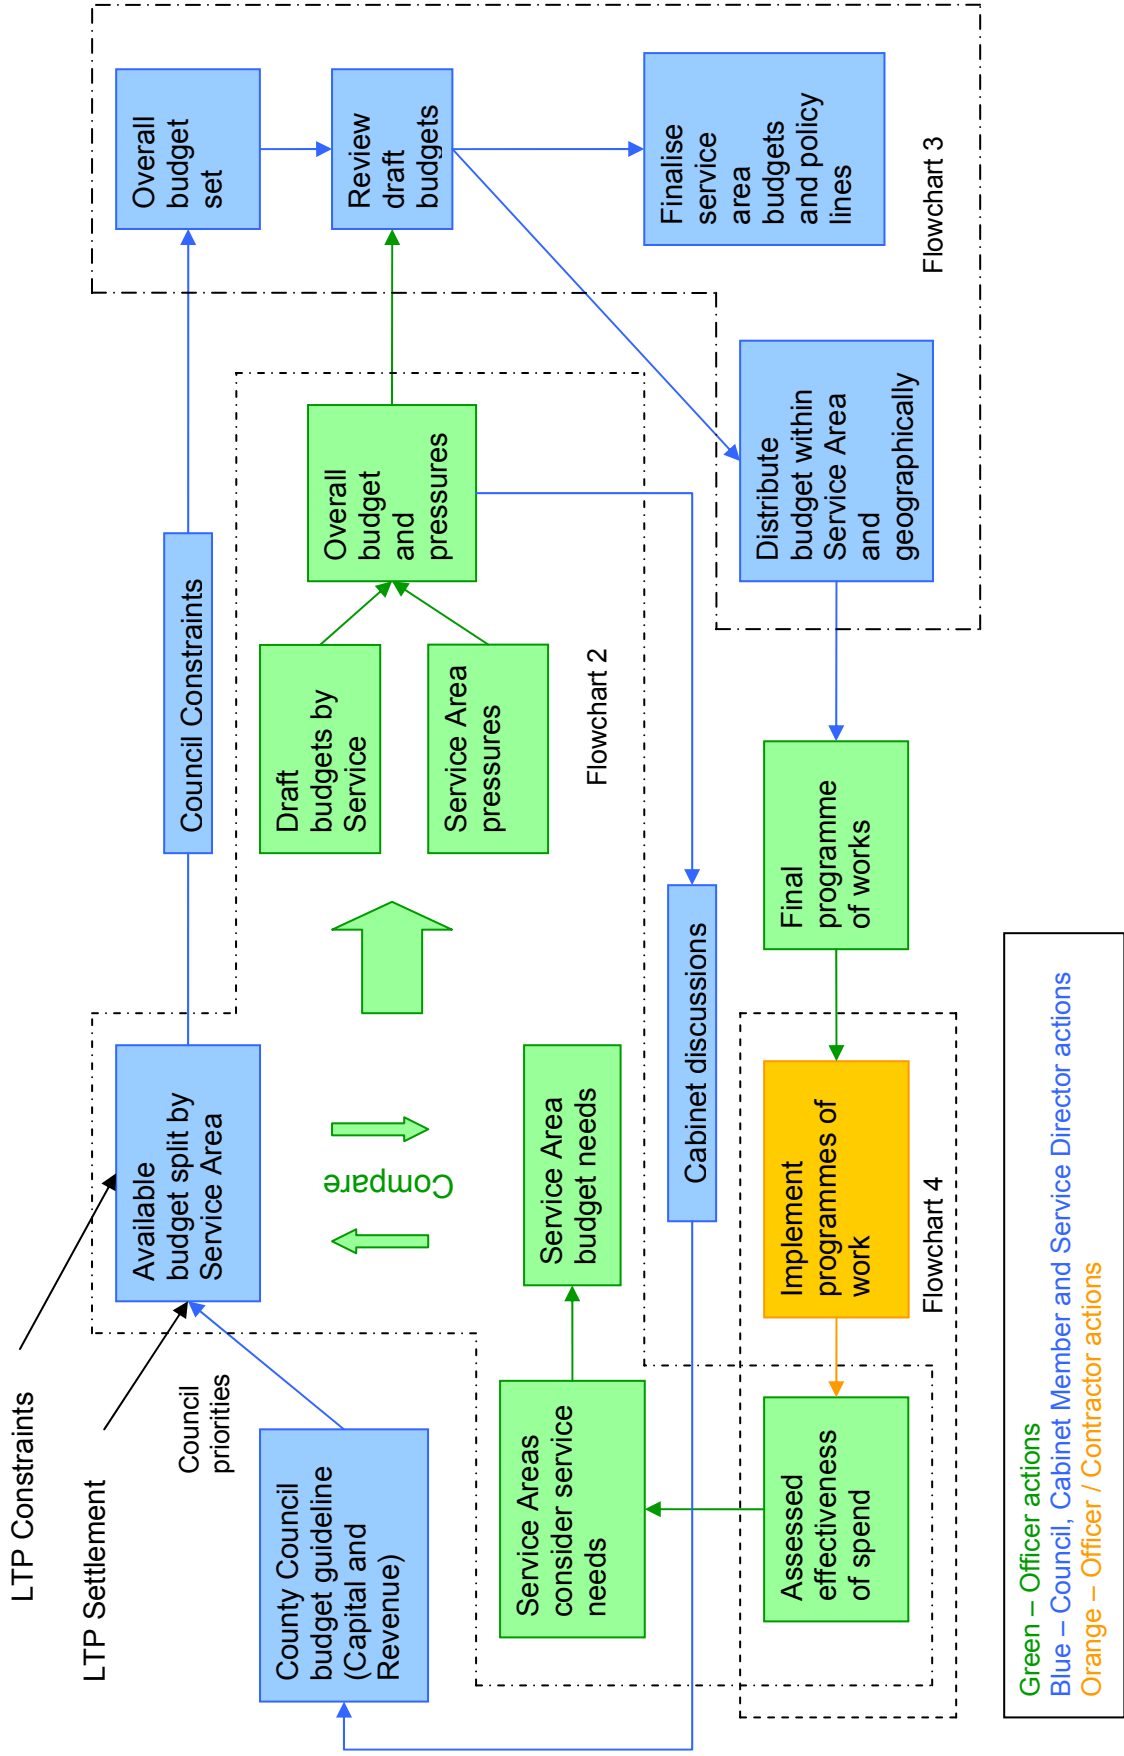 LTP Constraints
LTP Settlement
Council
priorities
County Council
budget guideline
(Capital and
Revenue)
Available
budget split by
Service Area
Council Constraints
Overall
budget
set
Compare
Service Areas
consider service
needs
Service Area
budget needs
Draft
budgets by
Service
Service Area
pressures
Overall
budget
and
pressures
Flowchart 2
Review
draft
budgets
Finalise
service
area
budgets
and policy
lines
Flowchart 3
Cabinet discussions
Distribute
budget within
Service Area
and
geographically
Final
programme
of works
Implement
programmes of
work
Assessed
effectiveness
of spend
Flowchart 4
Green – Officer actions
Blue – Council, Cabinet Member and Service Director actions
Orange – Officer / Contractor actions